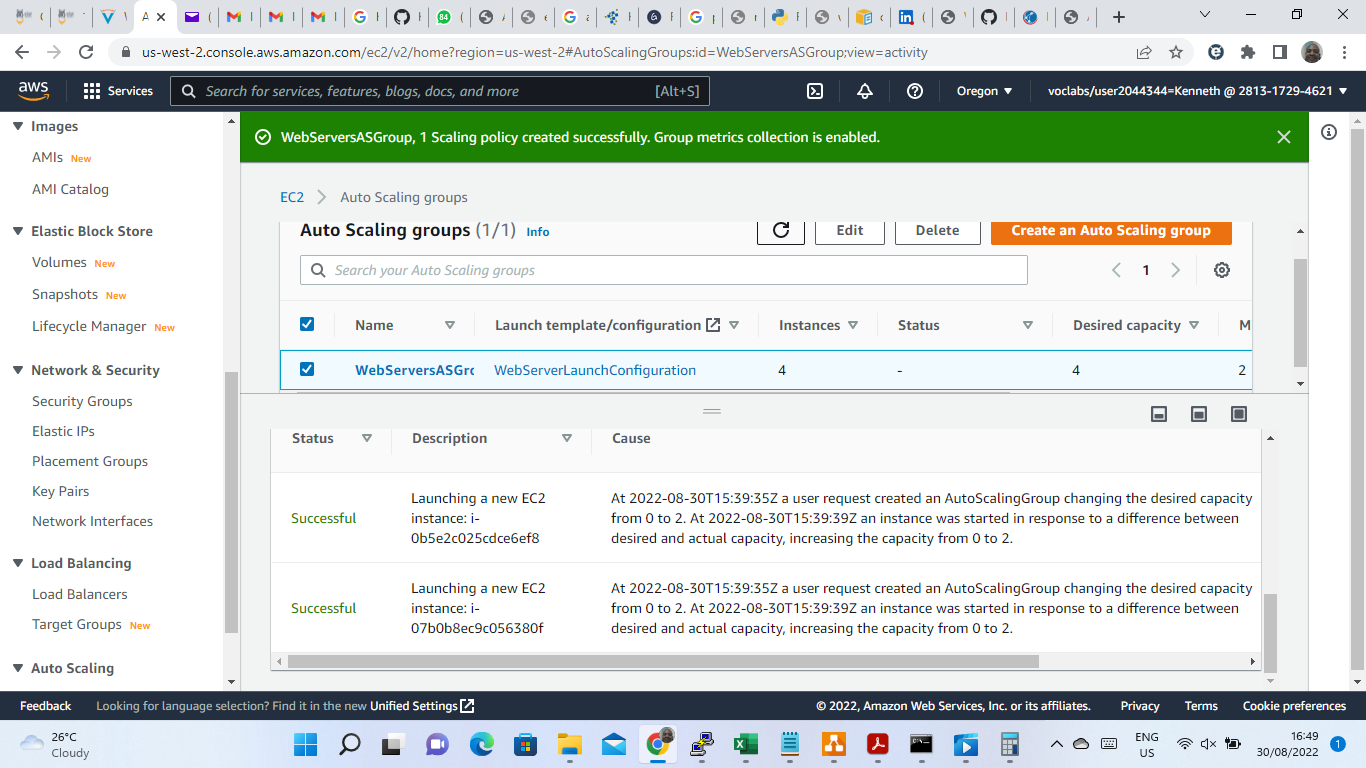 us-west-2.console.aws.amazon.com/ec2/v2/home?region=us-west-2#AutoScalingGroups:id=WebServersASGroup;view=activity
aws
Services
Search for services, features, blogs, docs, and more
[Alt+S]
Oregon
voclabs/user2044344=Kenneth @ 2813-1729-4621
Images
AMIs New
AMI Catalog
Elastic Block Store
Volumes New
Snapshots New
Lifecycle Manager New
Network & Security
Security Groups
Elastic IPs
Placement Groups
Key Pairs
Network Interfaces
Load Balancing
Load Balancers
Target Groups New
Auto Scaling
WebServersASGroup, 1 Scaling policy created successfully. Group metrics collection is enabled.
EC2
Auto Scaling groups
Auto Scaling groups (1/1) Info
Edit
Delete
Create an Auto Scaling group
Search your Auto Scaling groups
1
Name
Launch template/configuration
Instances
Status
Desired capacity
M
WebServersASGro
WebServerLaunchConfiguration
4
-
4
2
Status
Description
Cause
Successful
Launching a new EC2
instance: i-
0b5e2c025cdce6ef8
At 2022-08-30T15:39:35Z a user request created an AutoScalingGroup changing the desired capacity
from 0 to 2. At 2022-08-30T15:39:39Z an instance was started in response to a difference between
desired and actual capacity, increasing the capacity from 0 to 2.
Successful
Launching a new EC2
instance: i-
07b0b8ec9c056380f
At 2022-08-30T15:39:35Z a user request created an AutoScalingGroup changing the desired capacity
from 0 to 2. At 2022-08-30T15:39:39Z an instance was started in response to a difference between
desired and actual capacity, increasing the capacity from 0 to 2.
Feedback
Looking for language selection? Find it in the new Unified Settings
© 2022, Amazon Web Services, Inc. or its affiliates.
Privacy
Terms
Cookie preferences
26°C
Cloudy
ENG
US
16:49
30/08/2022
1